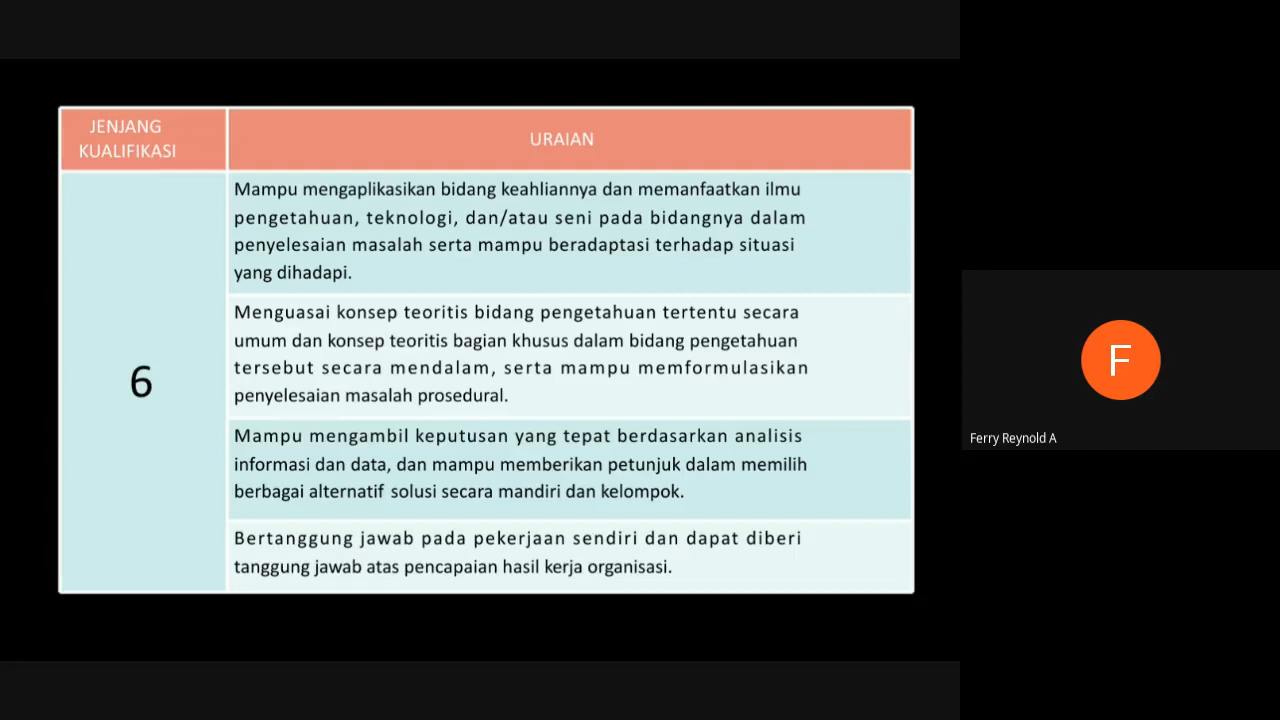 JENJANG
KUALIFIKASI
URAIAN
6
Mampu mengaplikasikan bidang keahliannya dan memanfaatkan ilmu
pengetahuan, teknologi, dan/atau seni pada bidangnya dalam
penyelesaian masalah serta mampu beradaptasi terhadap situasi
yang dihadapi.
Menguasai konsep teoritis bidang pengetahuan tertentu secara
umum dan konsep teoritis bagian khusus dalam bidang pengetahuan
tersebut secara mendalam, serta mampu memformulasikan
penyelesaian masalah prosedural.
Mampu mengambil keputusan yang tepat berdasarkan analisis
informasi dan data, dan mampu memberikan petunjuk dalam memilih
berbagai alternatif solusi secara mandiri dan kelompok.
Bertanggung jawab pada pekerjaan sendiri dan dapat diberi
tanggung jawab atas pencapaian hasil kerja organisasi.
F
Ferry Reynold A